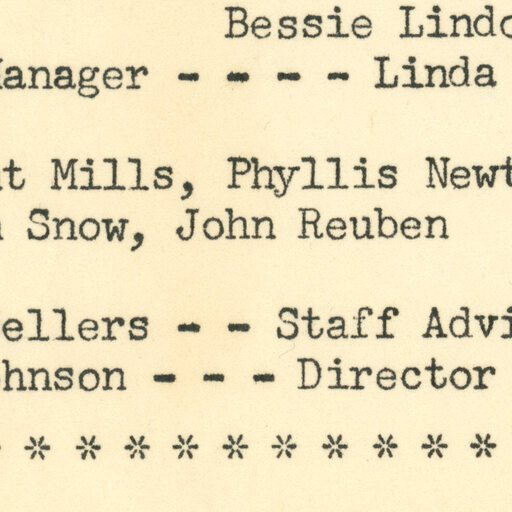 Bessie Lindo
Manager - - - - Linda
t Mills, Phyllis Newt
Snow, John Reuben
ellers - - Staff Advi
hnson - - - Director
* * * * * * * * * *